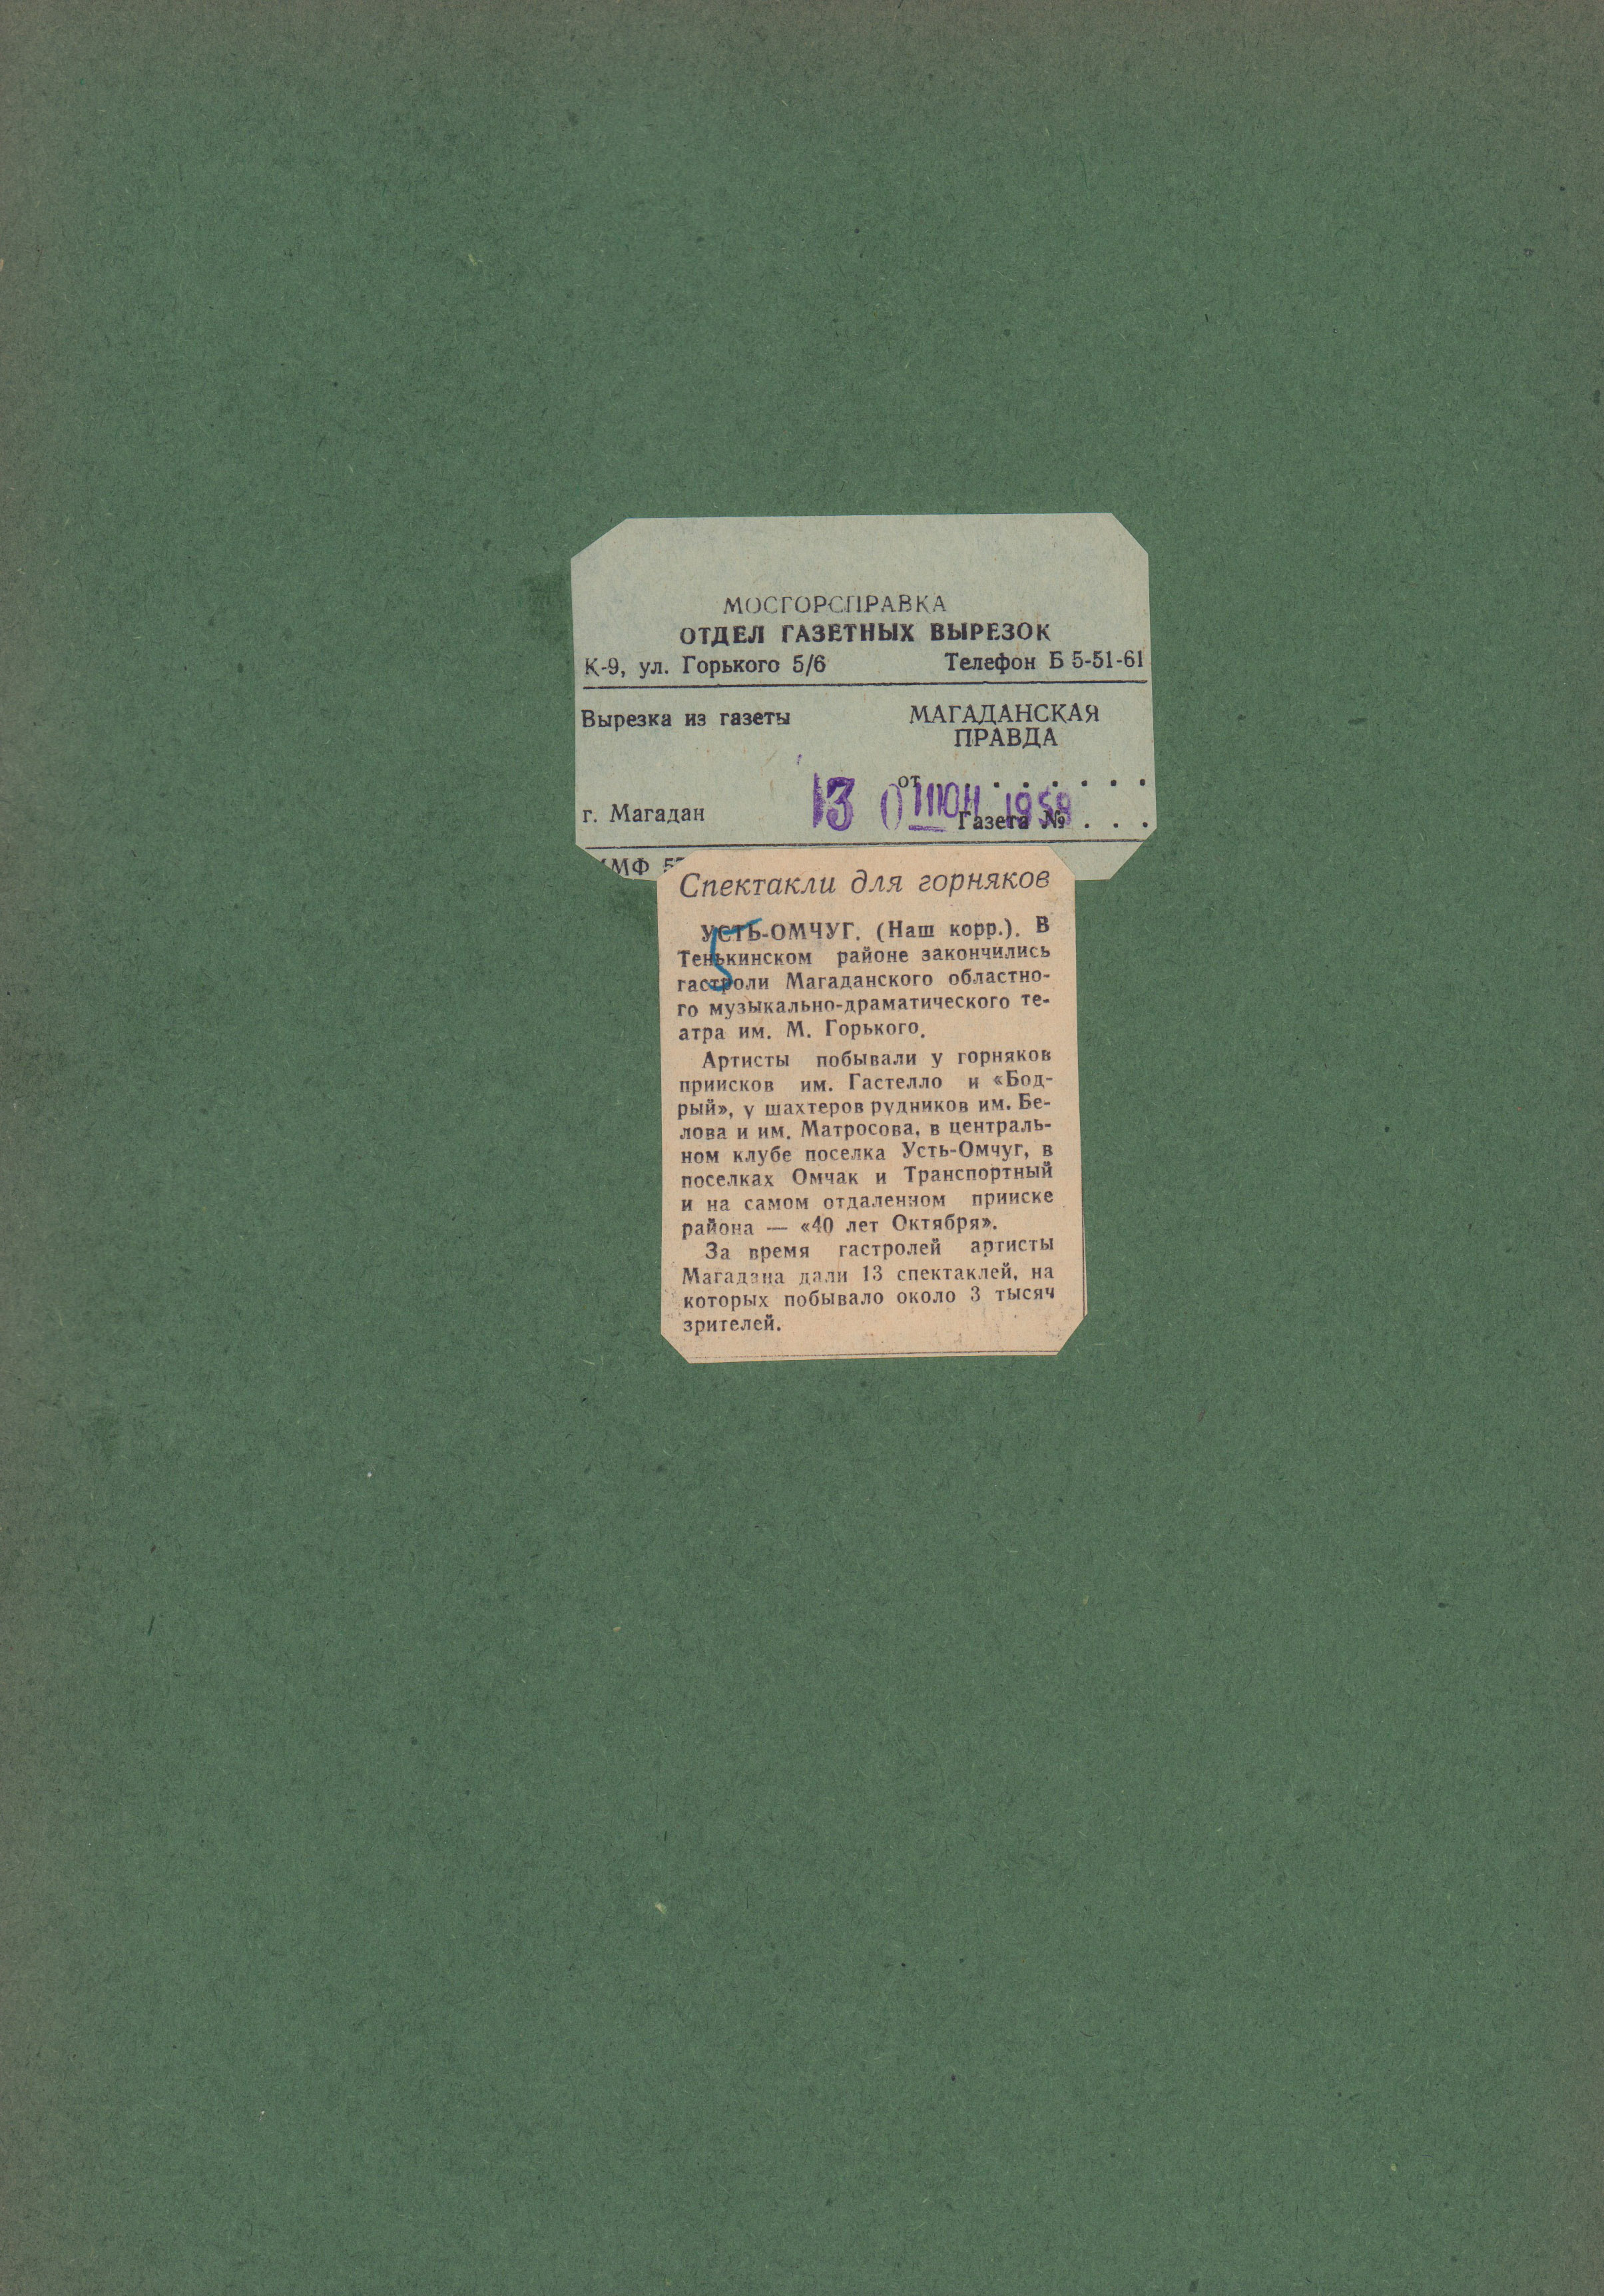 МОСГОРСПРАВКА
ОТДЕЛ ГАЗЕТНЫХ ВЫРЕЗОК
К-9, ул. Горького 5/6 Телефон Б 5-51-61
Вырезка из газеты МАГАДАНСКАЯ
ПРАВДА
от . . . . . .
13 ИЮН 1958
г. Магадан Газета № . . .
ММФ
Спектакли для горняков
УСТЬ-ОМЧУГ. (Наш корр.). В
Тенькинском районе закончились
гастроли Магаданского областно-
го музыкально-драматического те-
атра им. М. Горького.
Артисты побывали у горняков
приисков им. Гастелло и «Бод-
рый», у шахтеров рудников им. Бе-
лова и им. Матросова, в централь-
ном клубе поселка Усть-Омчуг, в
поселках Омчак и Транспортный
и на самом отдаленном прииске
района — «40 лет Октября».
За время гастролей артисты
Магадана дали 13 спектаклей, на
которых побывало около 3 тысяч
зрителей.